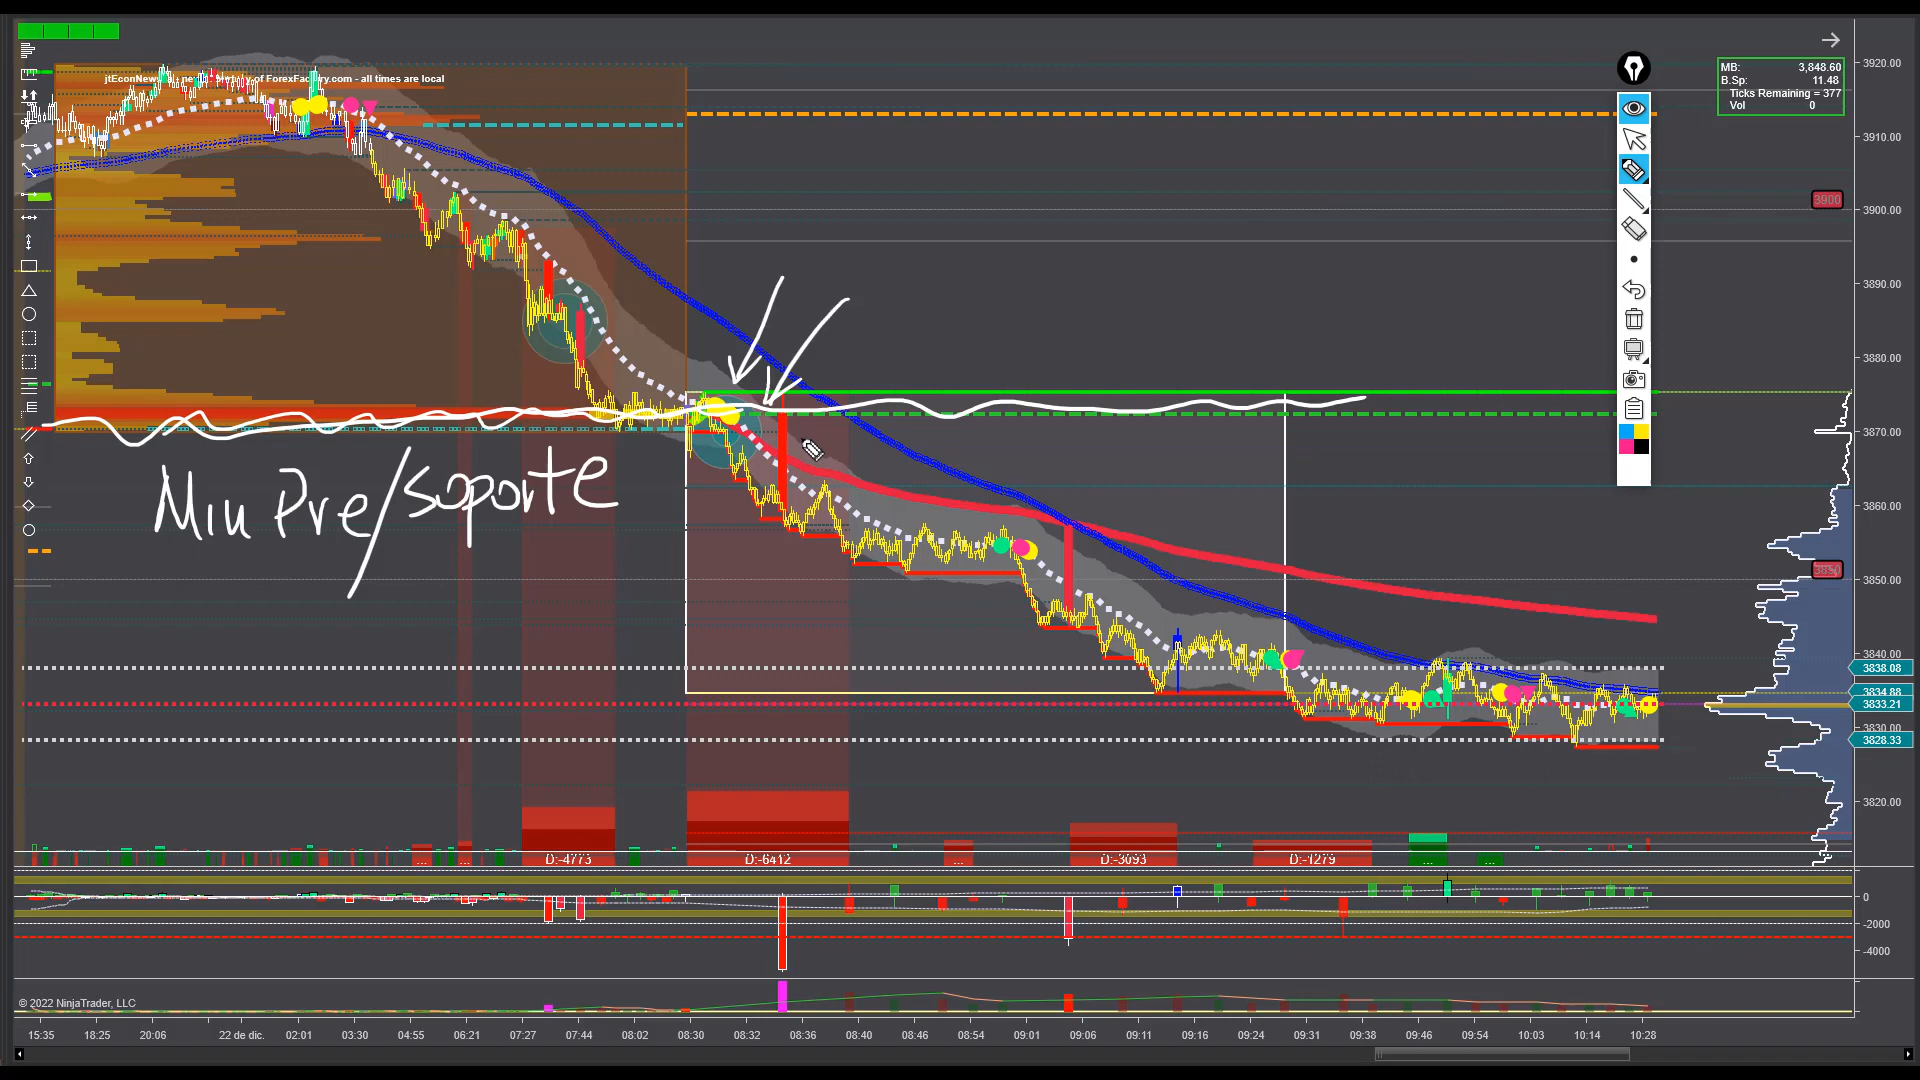 jtEconNews
ForexFactory.com - all times are local
MB: 3,848.60
B.Sp: 11.48
Ticks Remaining = 377
Vol 0
3920.00
3910.00
3900
3900.00
3890.00
3880.00
3870.00
Min Pre/soporte
3860.00
3850
3850.00
3840.00
3838.08
3834.88
3833.21
3830.00
3828.33
3820.00
... ... D:-4773 D:-6412 ... D:-3093 D:-1279 ... ...
0
-2000
-4000
© 2022 NinjaTrader, LLC
15:35 18:25 20:06 22 de dic. 02:01 03:30 04:55 06:21 07:27 07:44 08:02 08:30 08:32 08:36 08:40 08:46 08:54 09:01 09:06 09:11 09:16 09:24 09:31 09:38 09:46 09:54 10:03 10:14 10:28